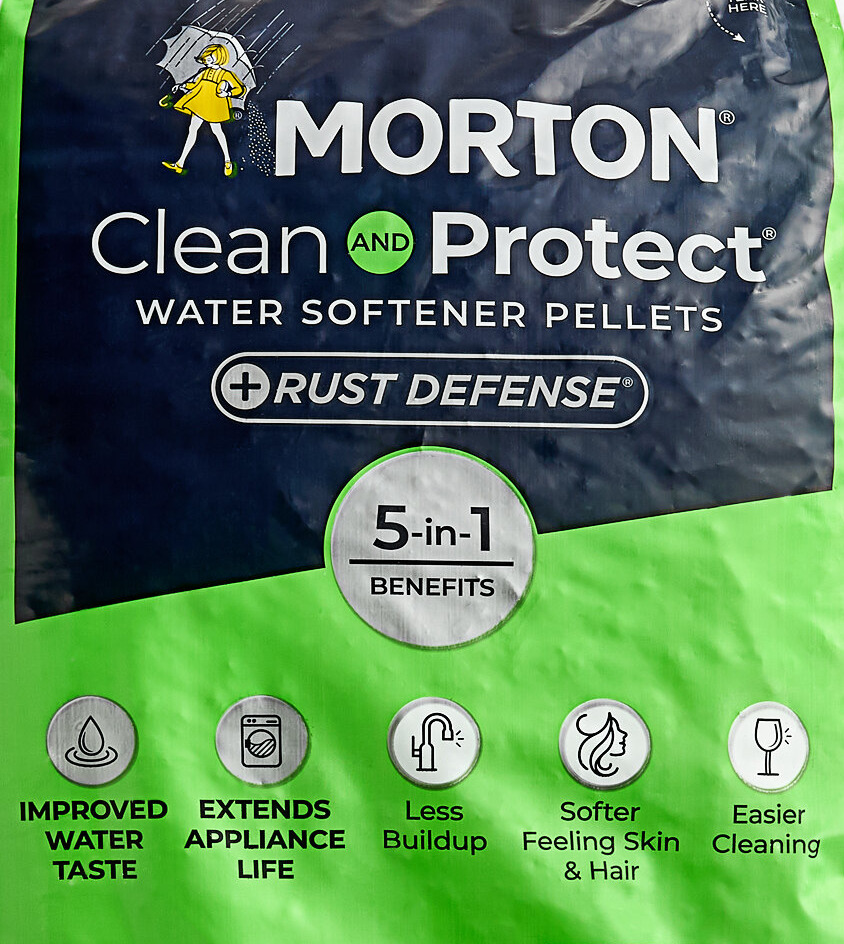 HERE
MORTON®
Clean AND Protect®
WATER SOFTENER PELLETS
+RUST DEFENSE®
5-in-1
BENEFITS
IMPROVED
WATER
TASTE
EXTENDS
APPLIANCE
LIFE
Less
Buildup
Softer
Feeling Skin
& Hair
Easier
Cleaning